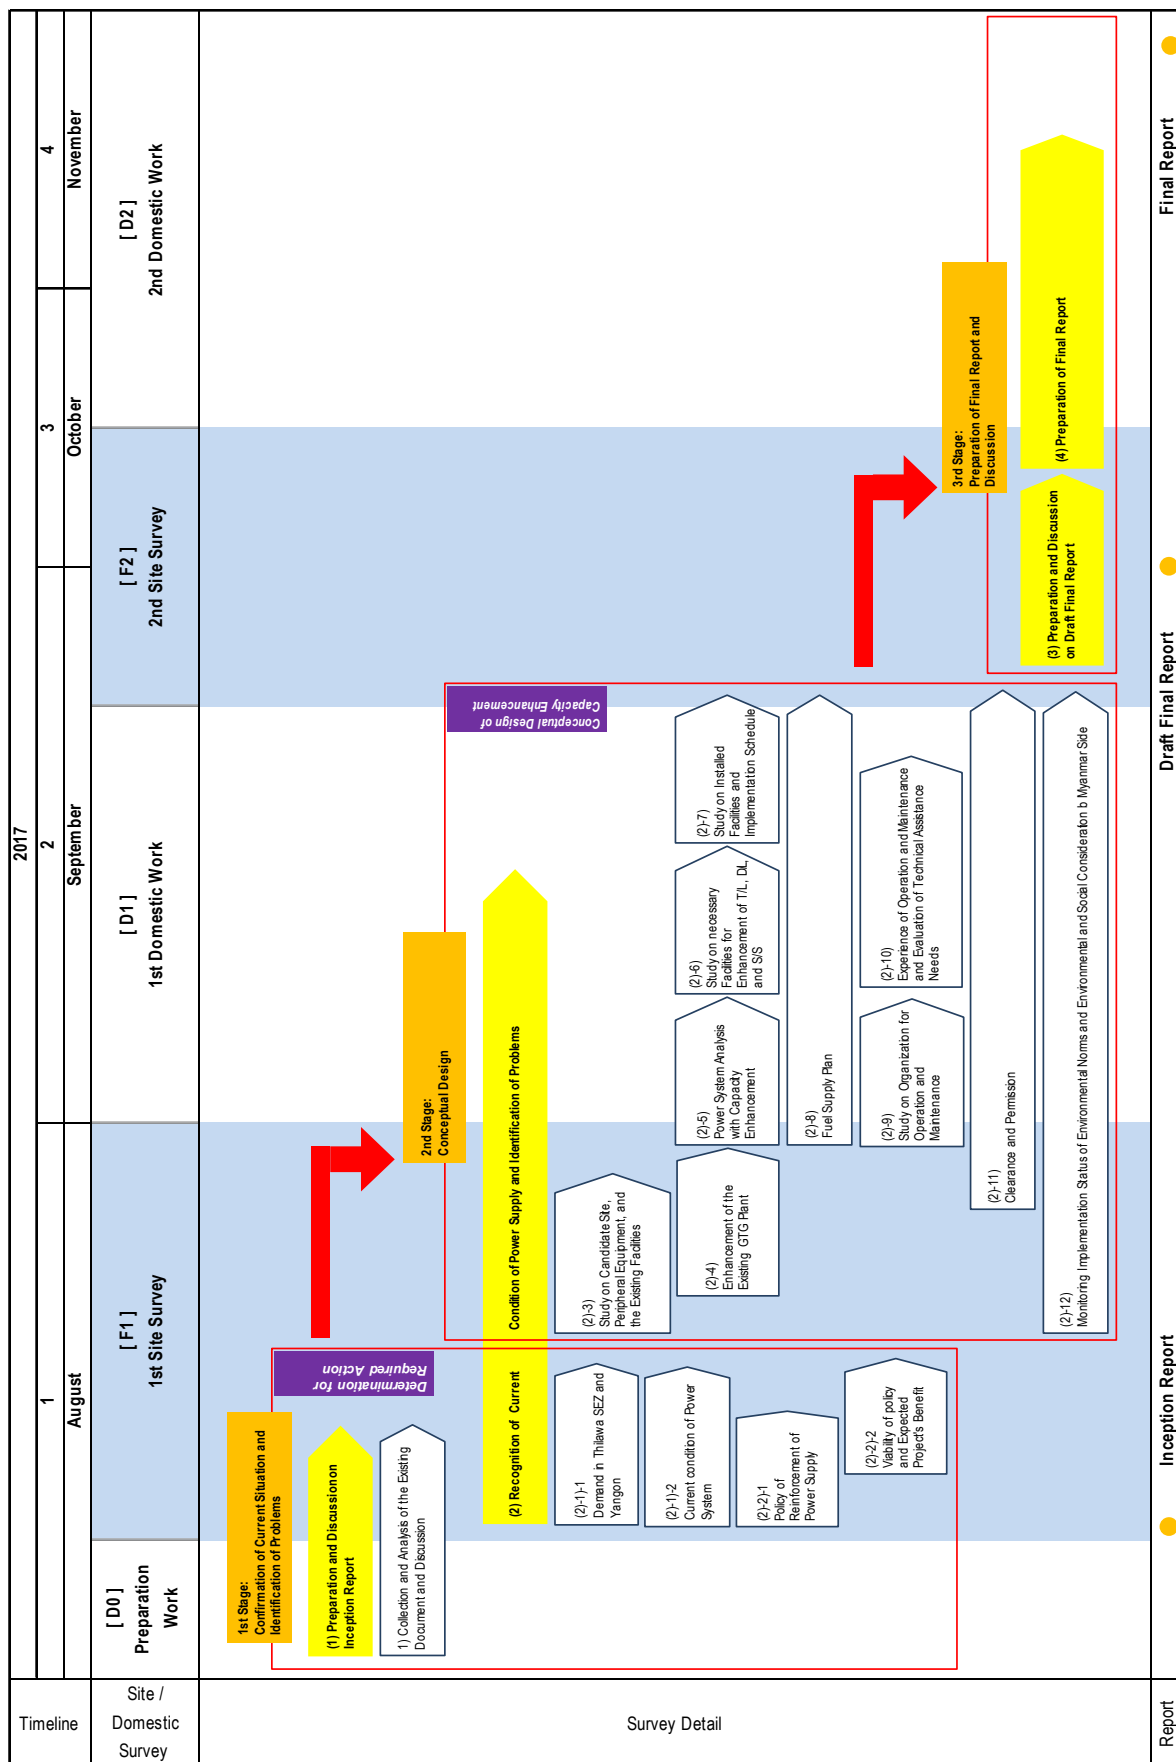 Timeline
2017
1
2
3
4
August
September
October
November
Site /
Domestic
Survey
[ D0 ]
Preparation
Work
[ F1 ]
1st Site Survey
[ D1 ]
1st Domestic Work
[ F2 ]
2nd Site Survey
[ D2 ]
2nd Domestic Work
Survey Detail
1st Stage:
Confirmation of Current Situation and
Identification of Problems
Determination for
Required Action
(1) Preparation and Discussion on
Inception Report
1) Collection and Analysis of the Existing
Document and Discussion
2nd Stage:
Conceptual Design
Conceptual Design of
Capacity Enhancement
(2) Recognition of Current Condition of Power Supply and Identification of Problems
(2)-1)-1
Demand in Thilawa SEZ and
Yangon
(2)-1)-2
Current condition of Power
System
(2)-2)-1
Policy of
Reinforcement of
Power Supply
(2)-2)-2
Viability of policy
and Expected
Project's Benefit
(2)-3)
Study on Candidate Site,
Peripheral Equipment, and
the Existing Facilities
(2)-4)
Enhancement of the
Existing GTG Plant
(2)-5)
Power System Analysis
with Capacity
Enhancement
(2)-6)
Study on necessary
Facilities for
Enhancement of T/L, D/L,
and S/S
(2)-7)
Study on Installed
Facilities and
Implementation Schedule
(2)-8)
Fuel Supply Plan
(2)-9)
Study on Organization for
Operation and
Maintenance
(2)-10)
Experience of Operation and Maintenance
and Evaluation of Technical Assistance
Needs
(2)-11)
Clearance and Permission
(2)-12)
Monitoring Implementation Status of Environmental Norms and Environmental and Social Consideration b Myanmar Side
3rd Stage:
Preparation of Final Report and
Discussion
(3) Preparation and Discussion
on Draft Final Report
(4) Preparation of Final Report
Report
Inception Report
Draft Final Report
Final Report